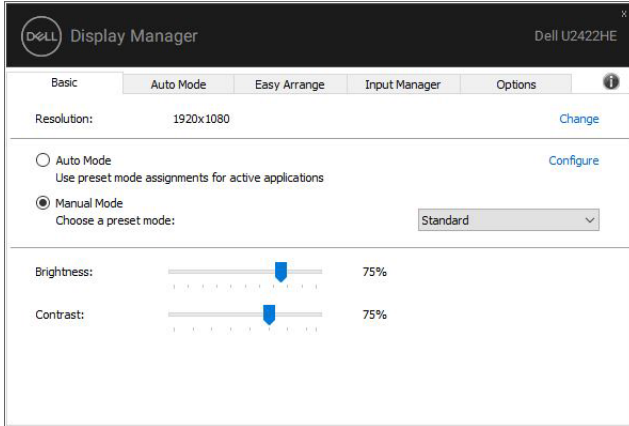 x
DELL Display Manager Dell U2422HE
Basic Auto Mode Easy Arrange Input Manager Options i
Resolution: 1920x1080 Change
Auto Mode Configure
Use preset mode assignments for active applications
Manual Mode
Choose a preset mode: Standard
Brightness: 75%
Contrast: 75%